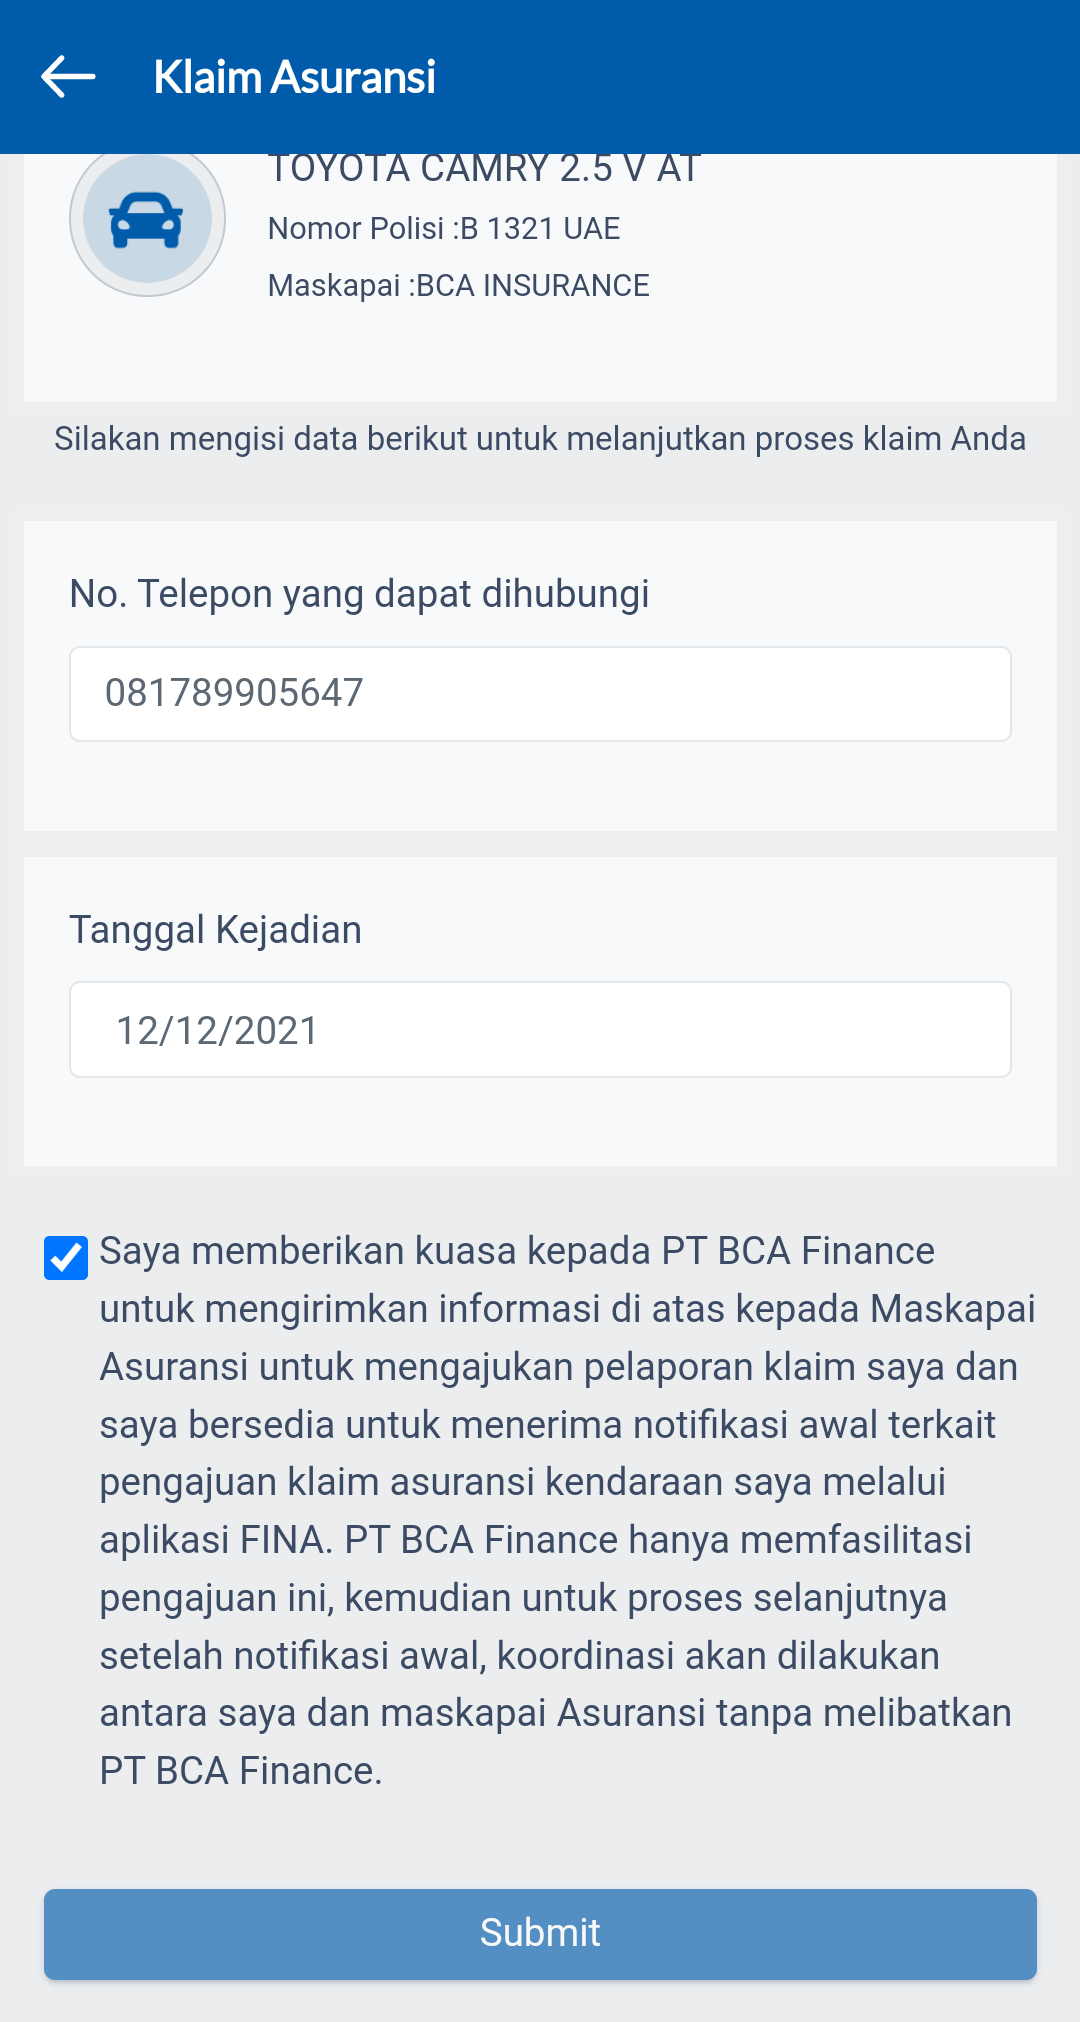 Klaim Asuransi
TOYOTA CAMRY 2.5 V AT
Nomor Polisi :B 1321 UAE
Maskapai :BCA INSURANCE
Silakan mengisi data berikut untuk melanjutkan proses klaim Anda
No. Telepon yang dapat dihubungi
081789905647
Tanggal Kejadian
12/12/2021
Saya memberikan kuasa kepada PT BCA Finance
untuk mengirimkan informasi di atas kepada Maskapai
Asuransi untuk mengajukan pelaporan klaim saya dan
saya bersedia untuk menerima notifikasi awal terkait
pengajuan klaim asuransi kendaraan saya melalui
aplikasi FINA. PT BCA Finance hanya memfasilitasi
pengajuan ini, kemudian untuk proses selanjutnya
setelah notifikasi awal, koordinasi akan dilakukan
antara saya dan maskapai Asuransi tanpa melibatkan
PT BCA Finance.
Submit